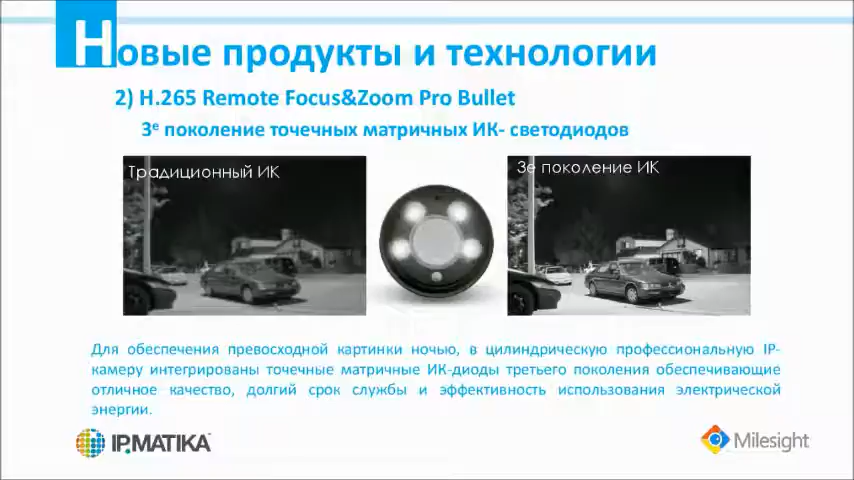 Новые продукты и технологии
2) H.265 Remote Focus&Zoom Pro Bullet
3е поколение точечных матричных ИК- светодиодов
Традиционный ИК
3е поколение ИК
Для обеспечения превосходной картинки ночью, в цилиндрическую профессиональную IP-
камеру интегрированы точечные матричные ИК-диоды третьего поколения обеспечивающие
отличное качество, долгий срок службы и эффективность использования электрической
энергии.
IPMATIKA
Milesight